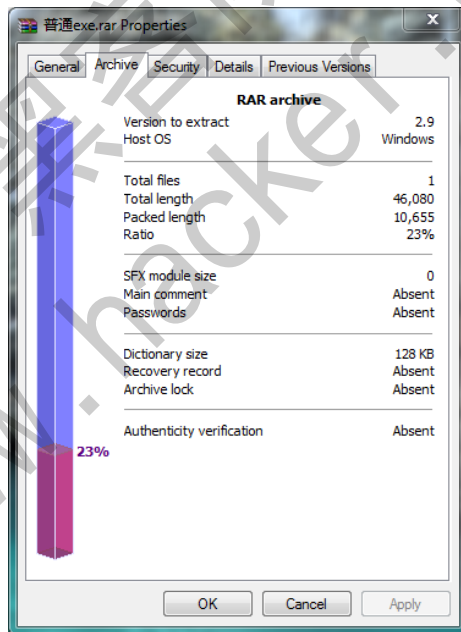 普通exe.rar Properties
General Archive Security Details Previous Versions
RAR archive
Version to extract 2.9
Host OS Windows
Total files 1
Total length 46,080
Packed length 10,655
Ratio 23%
SFX module size 0
Main comment Absent
Passwords Absent
Dictionary size 128 KB
Recovery record Absent
Archive lock Absent
Authenticity verification Absent
23%
OK Cancel Apply